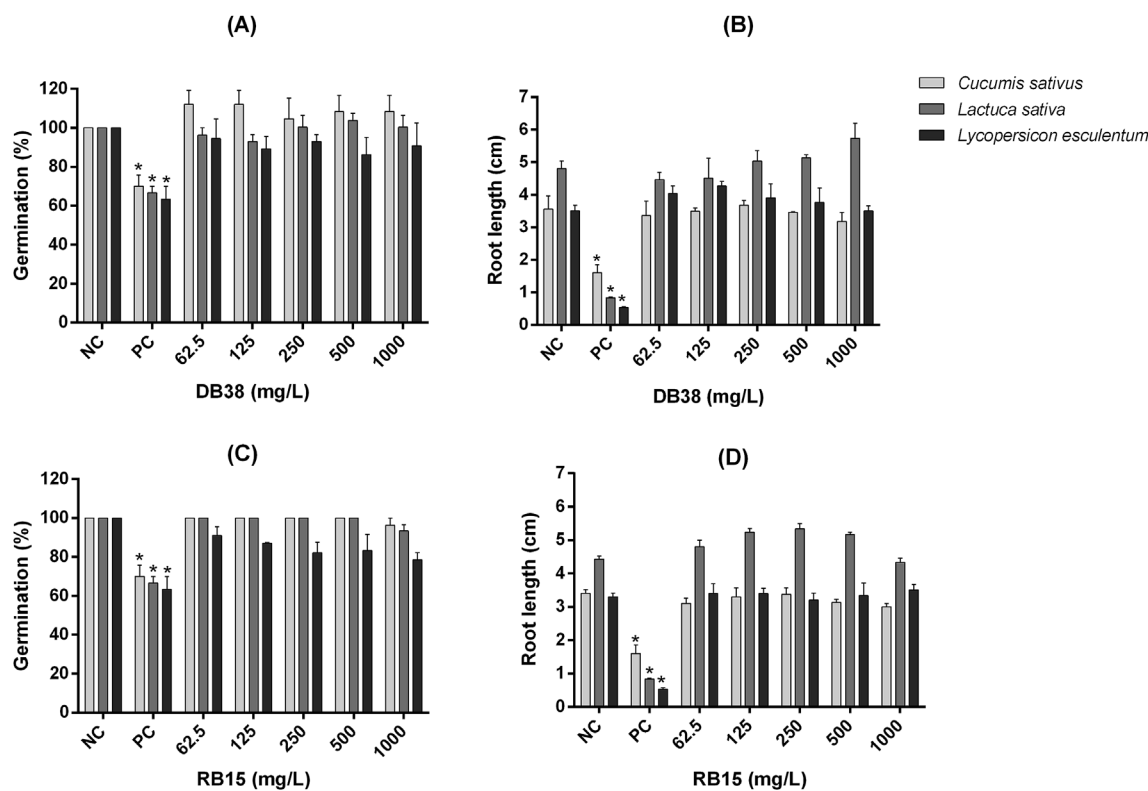 (A)
Germination (%)
120
100
80
60
40
20
0
* * *
NC PC 62.5 125 250 500 1000
DB38 (mg/L)
(B)
Root length (cm)
7
6
5
4
3
2
1
0
* * *
NC PC 62.5 125 250 500 1000
DB38 (mg/L)
Cucumis sativus
Lactuca sativa
Lycopersicon esculentum
(C)
Germination (%)
120
100
80
60
40
20
0
* * *
NC PC 62.5 125 250 500 1000
RB15 (mg/L)
(D)
Root length (cm)
7
6
5
4
3
2
1
0
* * *
NC PC 62.5 125 250 500 1000
RB15 (mg/L)